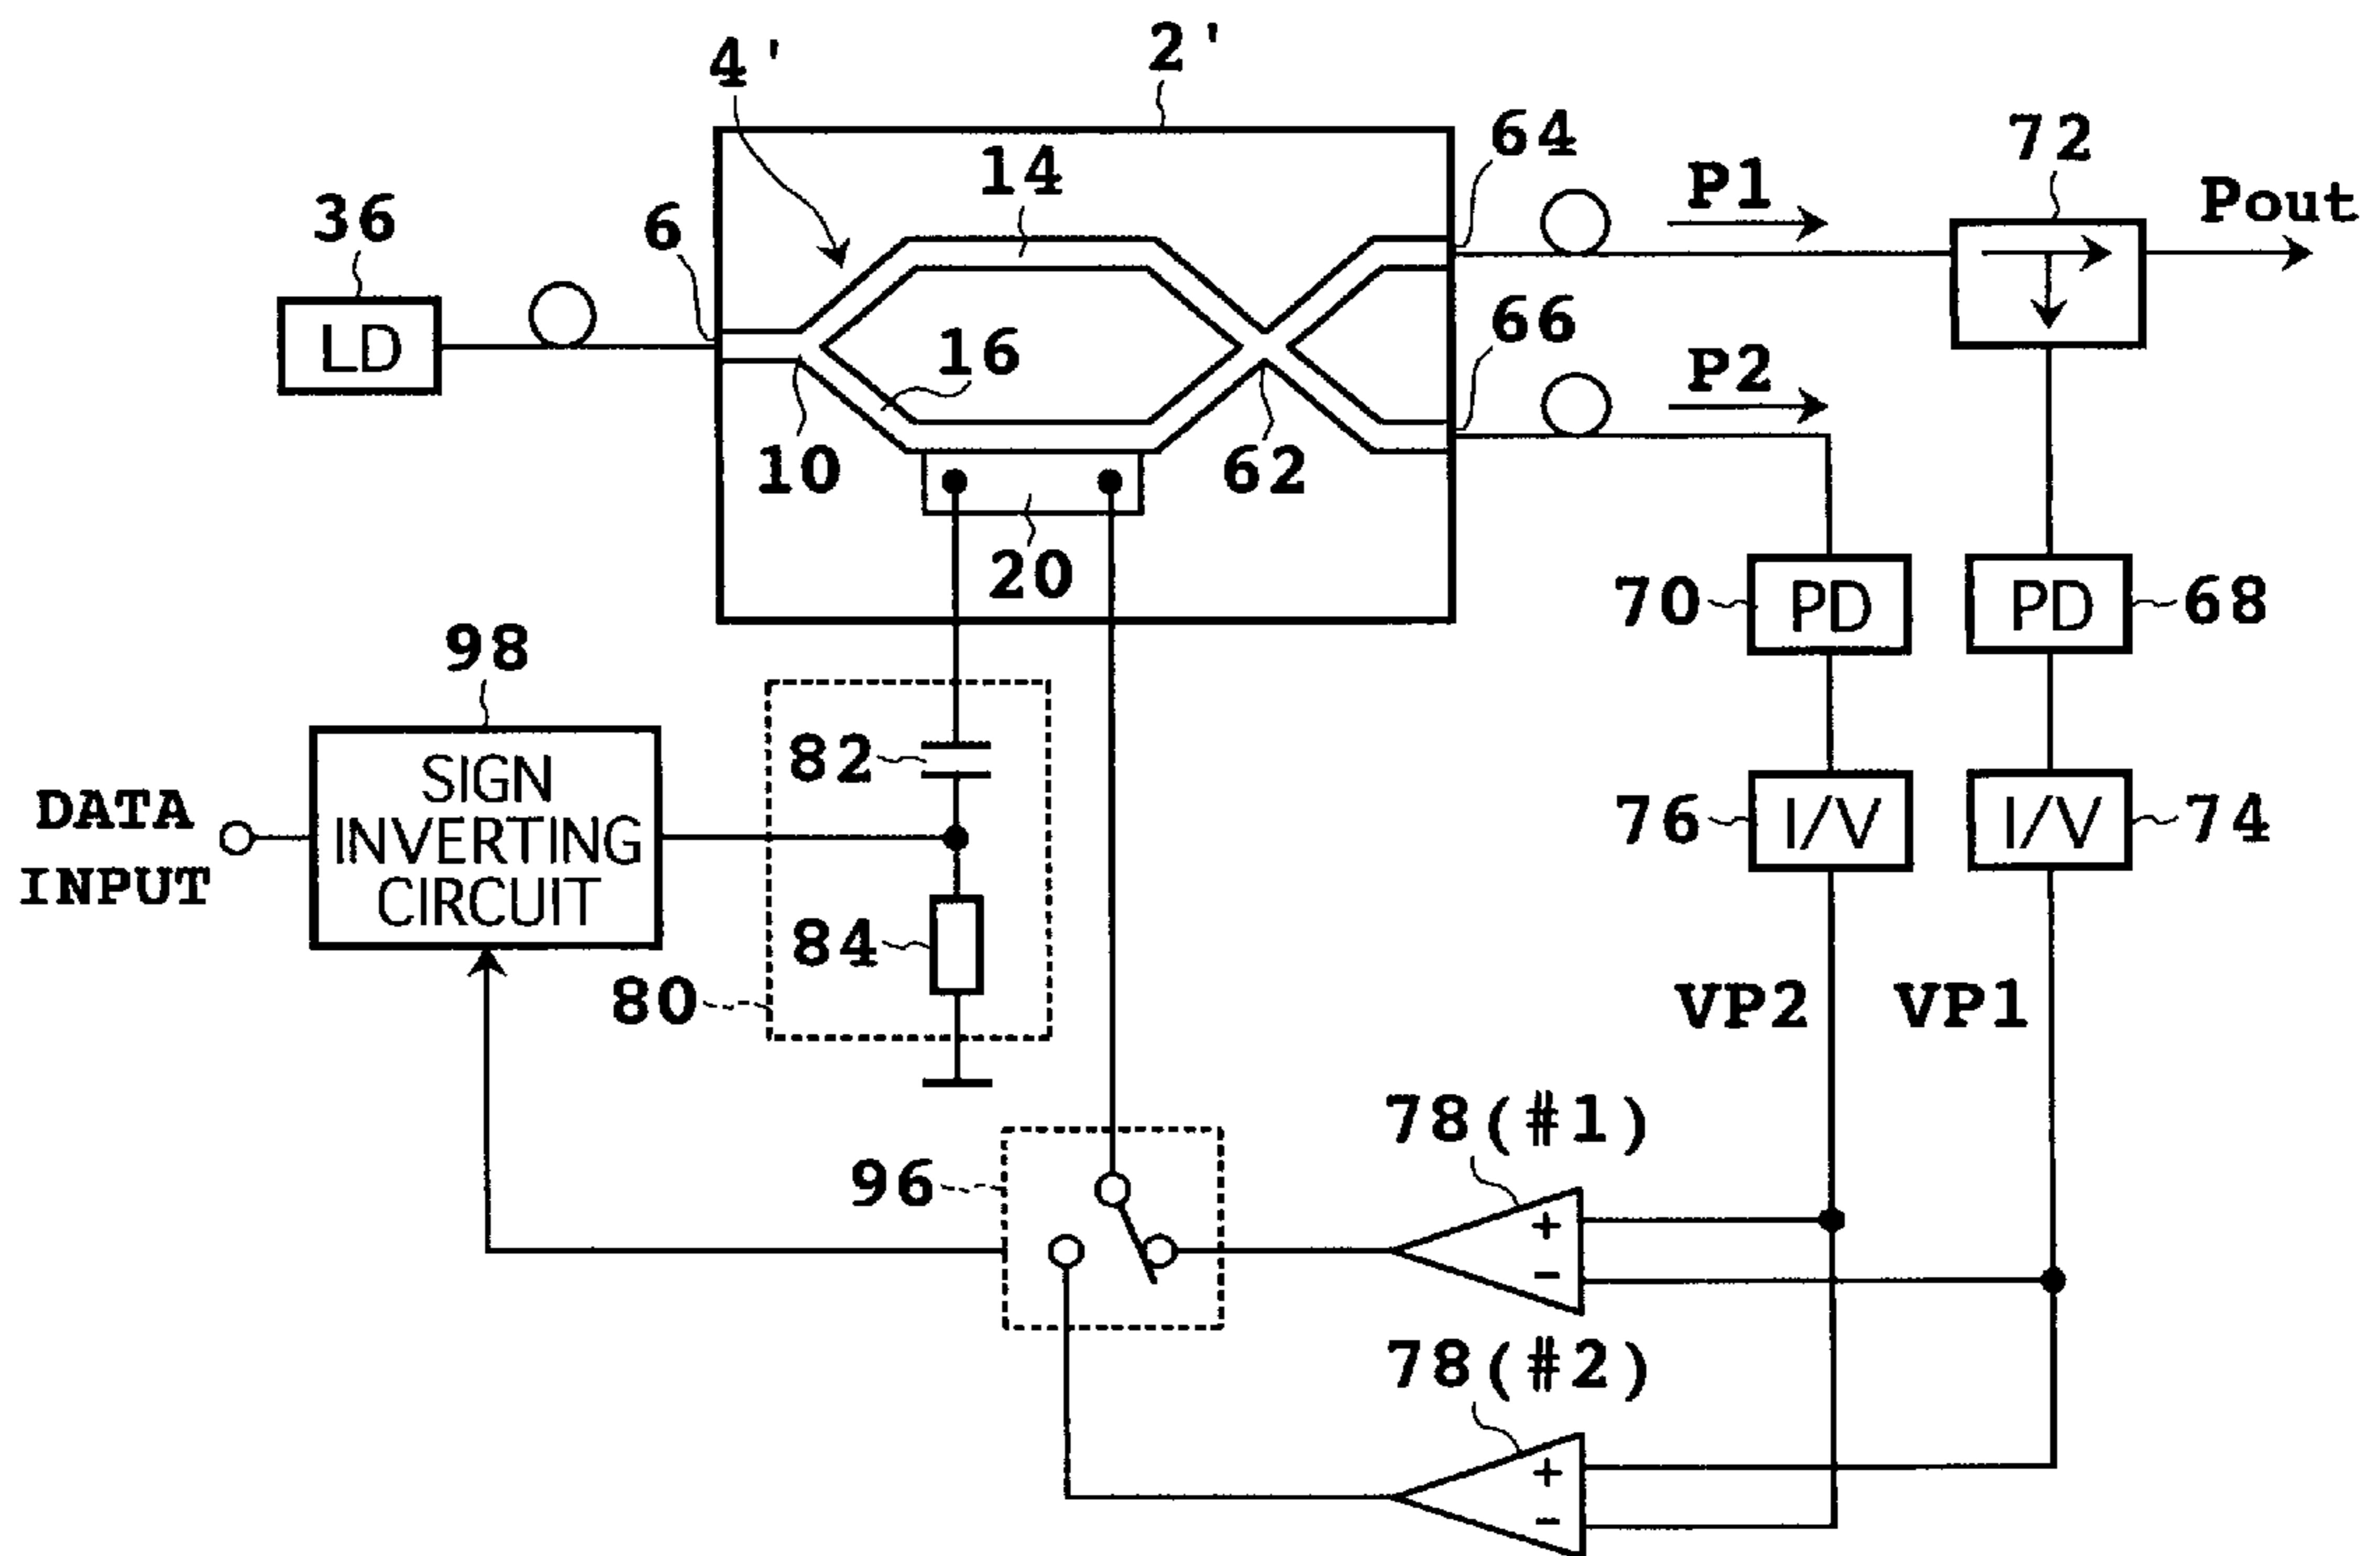 2'
4'
64
72
14
P1
Pout
36
6
LD
16
66
P2
10
62
20
70
PD
PD
68
98
82
SIGN
INVERTING
CIRCUIT
DATA
INPUT
76
I/V
I/V
74
84
80
VP2
VP1
78(#1)
96
+
-
78(#2)
+
-